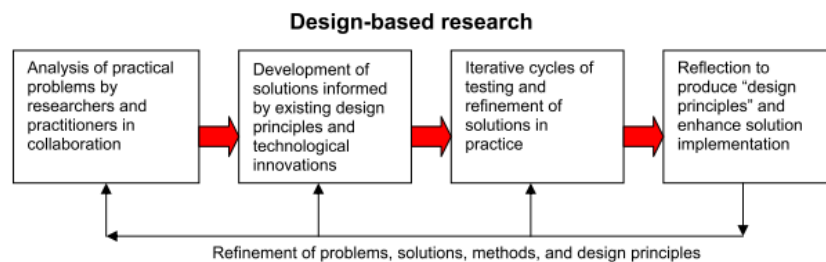 Design-based research
Analysis of practical
problems by
researchers and
practitioners in
collaboration
Development of
solutions informed
by existing design
principles and
technological
innovations
Iterative cycles of
testing and
refinement of
solutions in
practice
Reflection to
produce “design
principles” and
enhance solution
implementation
Refinement of problems, solutions, methods, and design principles